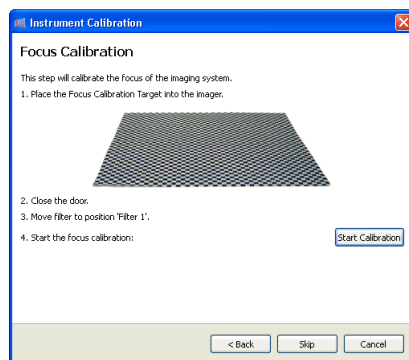 Instrument Calibration
Focus Calibration
This step will calibrate the focus of the imaging system.
1. Place the Focus Calibration Target into the imager.
2. Close the door.
3. Move filter to position 'Filter 1'.
4. Start the focus calibration:
Start Calibration
< Back
Skip
Cancel